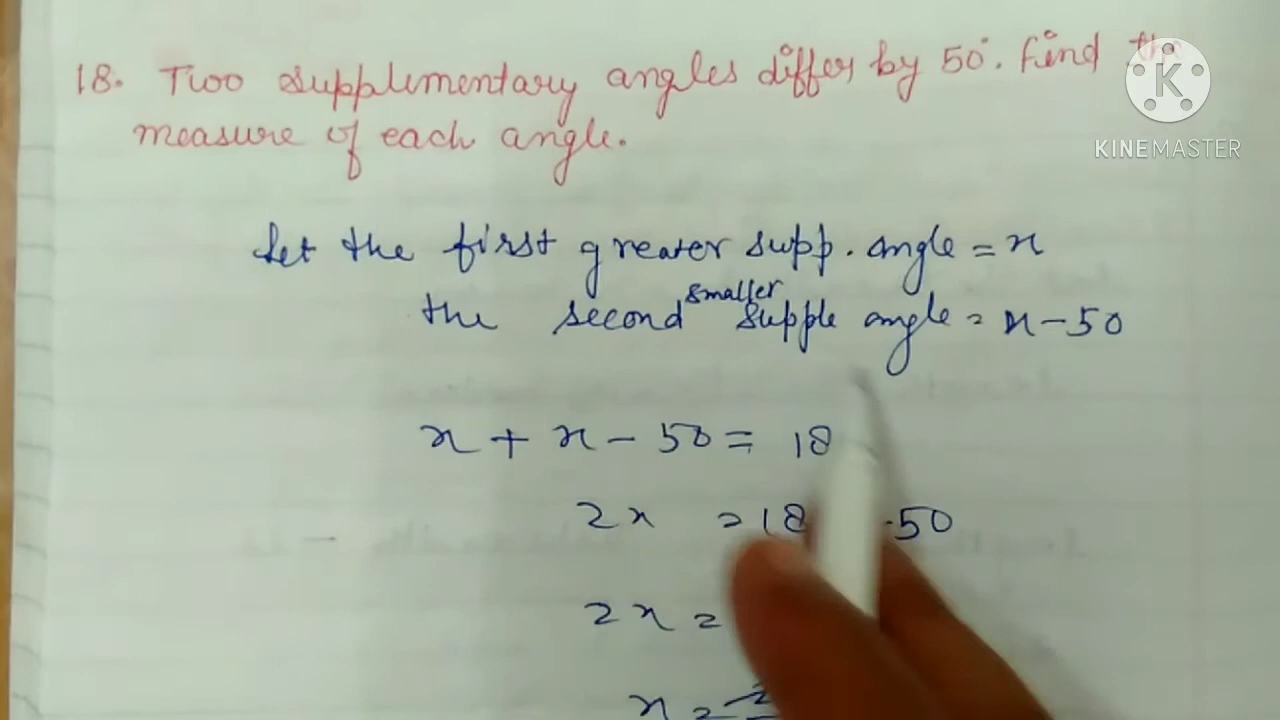 18. Two supplementary angles differ by 50°. Find the
measure of each angle.
K
KINEMASTER
Let the first greater supp. angle = x
the second smaller supple angle = x - 50
x + x - 50 = 18
2x = 18 50
2x =
x =